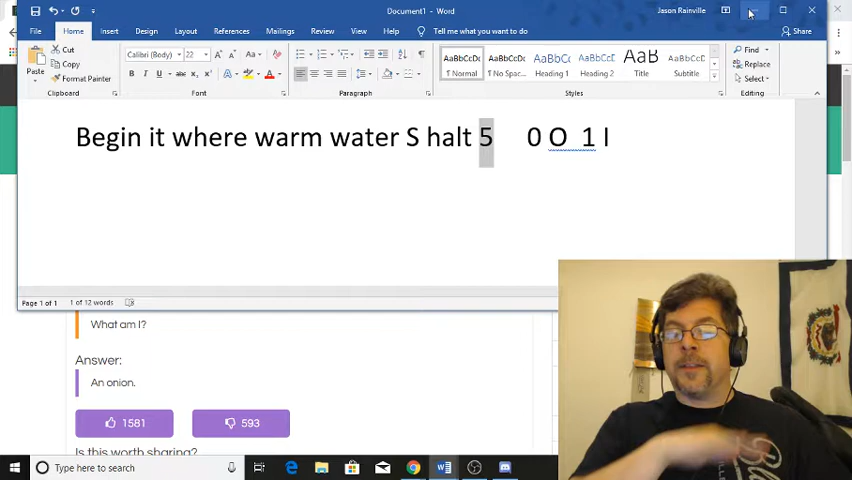 Document1 - Word
Jason Rainville
File Home Insert Design Layout References Mailings Review View Help Tell me what you want to do Share
Paste
Cut
Copy
Format Painter
Clipboard
Calibri (Body) 22
Font
Paragraph
AaBbCcDc AaBbCcDc AaBbC AaBbCcD AaB AaBbCcD
¶ Normal ¶ No Spac... Heading 1 Heading 2 Title Subtitle
Styles
Find
Replace
Select
Editing
Begin it where warm water S halt 5 0 O 1 I
Page 1 of 1 1 of 12 words
What am I?
Answer:
An onion.
1581 593
Is this worth sharing?
Type here to search